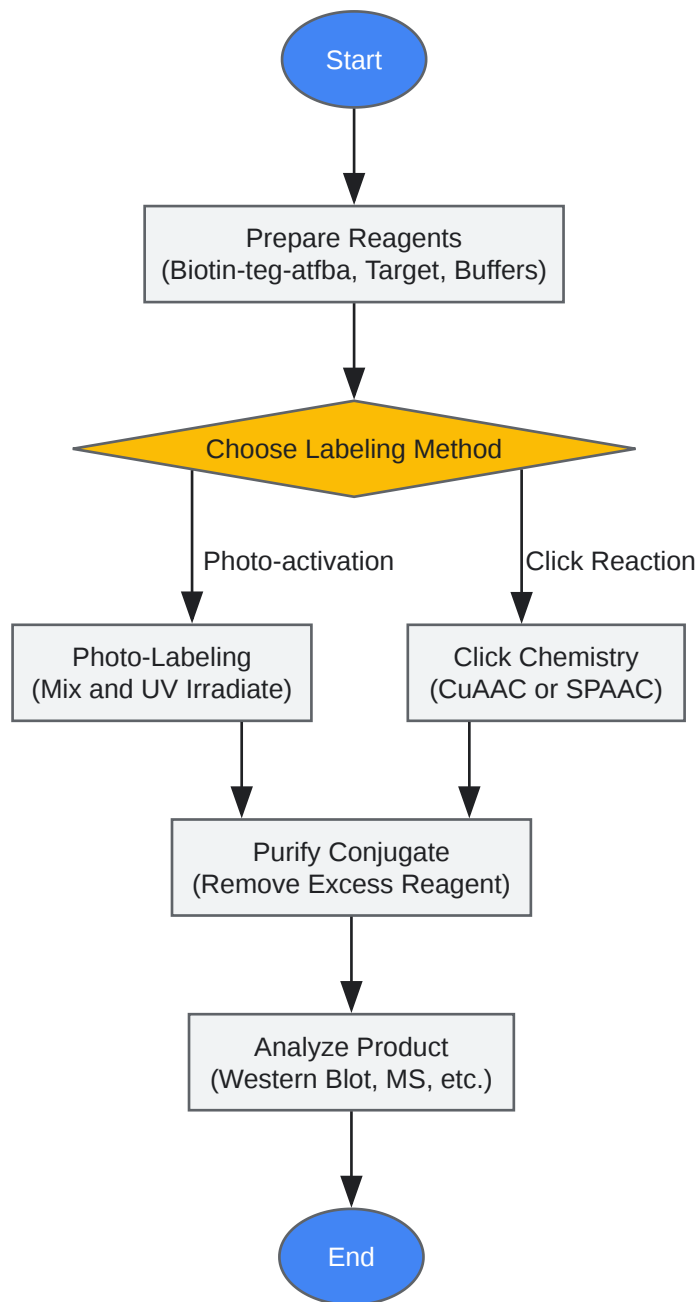 Start
Prepare Reagents
(Biotin-teg-atfba, Target, Buffers)
Choose Labeling Method
Photo-activation
Click Reaction
Photo-Labeling
(Mix and UV Irradiate)
Click Chemistry
(CuAAC or SPAAC)
Purify Conjugate
(Remove Excess Reagent)
Analyze Product
(Western Blot, MS, etc.)
End